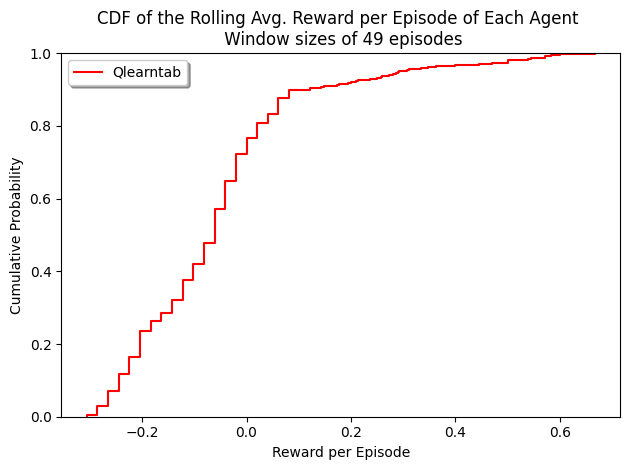 CDF of the Rolling Avg. Reward per Episode of Each Agent
Window sizes of 49 episodes
Qlearntab
Cumulative Probability
1.0
0.8
0.6
0.4
0.2
0.0
−0.2 0.0 0.2 0.4 0.6
Reward per Episode